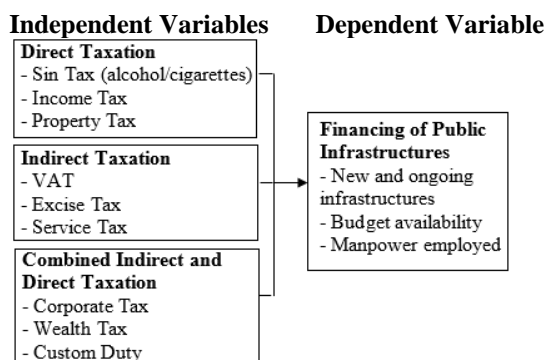 Independent Variables
Dependent Variable
Direct Taxation
- Sin Tax (alcohol/cigarettes)
- Income Tax
- Property Tax
Indirect Taxation
- VAT
- Excise Tax
- Service Tax
Combined Indirect and
Direct Taxation
- Corporate Tax
- Wealth Tax
- Custom Duty
Financing of Public
Infrastructures
- New and ongoing
infrastructures
- Budget availability
- Manpower employed